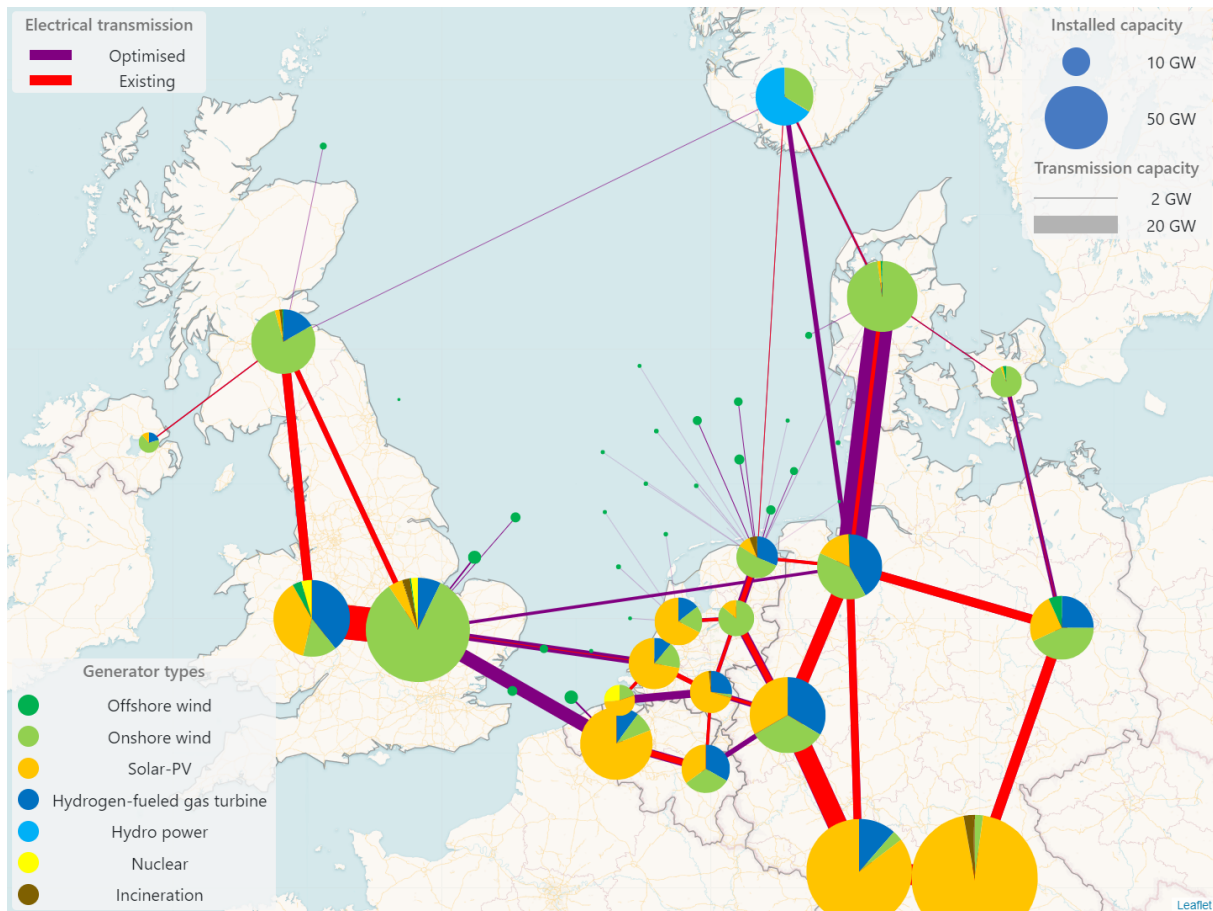 Electrical transmission
Optimised
Existing
Installed capacity
10 GW
50 GW
Transmission capacity
2 GW
20 GW
Generator types
Offshore wind
Onshore wind
Solar-PV
Hydrogen-fueled gas turbine
Hydro power
Nuclear
Incineration
Leaflet